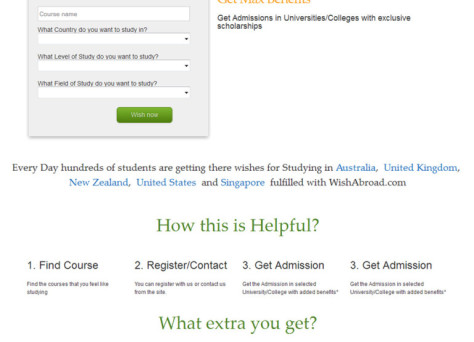 Get Max Benefits
Course name
Get Admissions in Universities/Colleges with exclusive
scholarships
What Country do you want to study in?
What Level of Study do you want to study?
What Field of Study do you want to study?
Wish now
Every Day hundreds of students are getting there wishes for Studying in Australia, United Kingdom,
New Zealand, United States and Singapore fulfilled with WishAbroad.com
How this is Helpful?
1. Find Course
Find the courses that you feel like
studying
2. Register/Contact
You can register with us or contact us
from the site.
3. Get Admission
Get the Admission in selected
University/College with added benefits*
3. Get Admission
Get the Admission in selected
University/College with added benefits*
What extra you get?